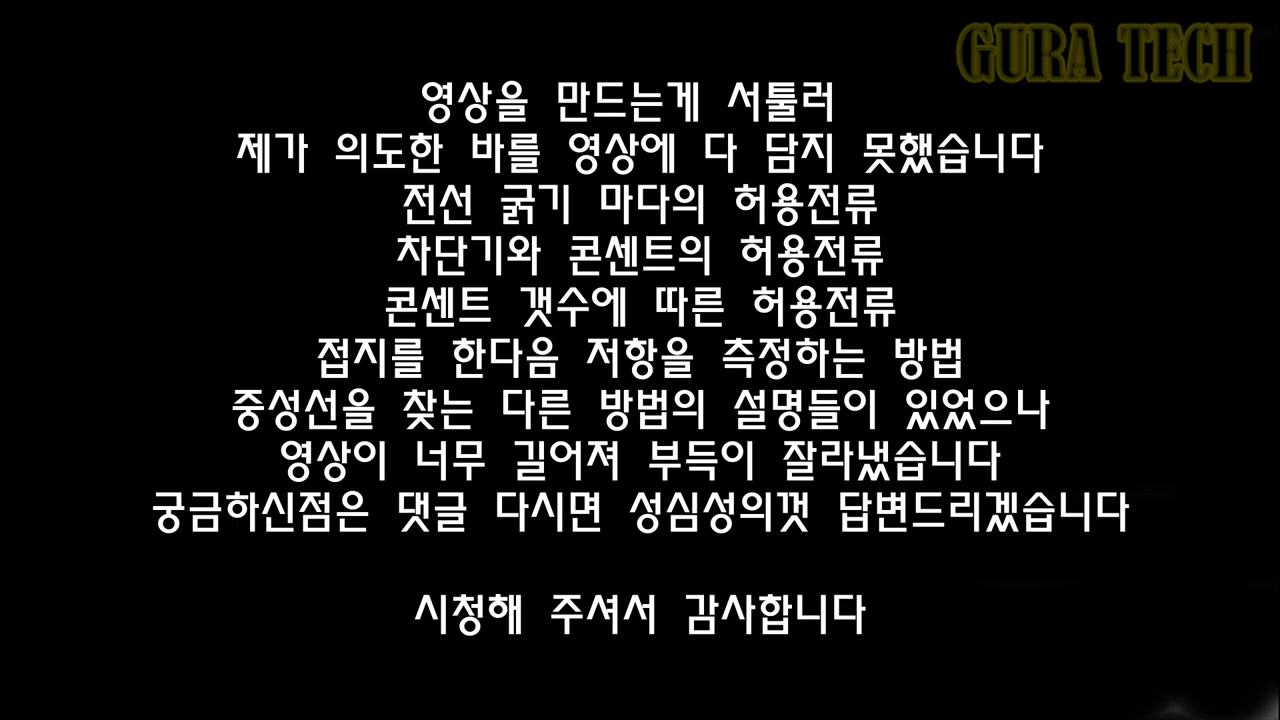 GURA TECH
영상을 만드는게 서툴러
제가 의도한 바를 영상에 다 담지 못했습니다
전선 굵기 마다의 허용전류
차단기와 콘센트의 허용전류
콘센트 갯수에 따른 허용전류
접지를 한다음 저항을 측정하는 방법
중성선을 찾는 다른 방법의 설명들이 있었으나
영상이 너무 길어져 부득이 잘라냈습니다
궁금하신점은 댓글 다시면 성심성의껏 답변드리겠습니다
시청해 주셔서 감사합니다